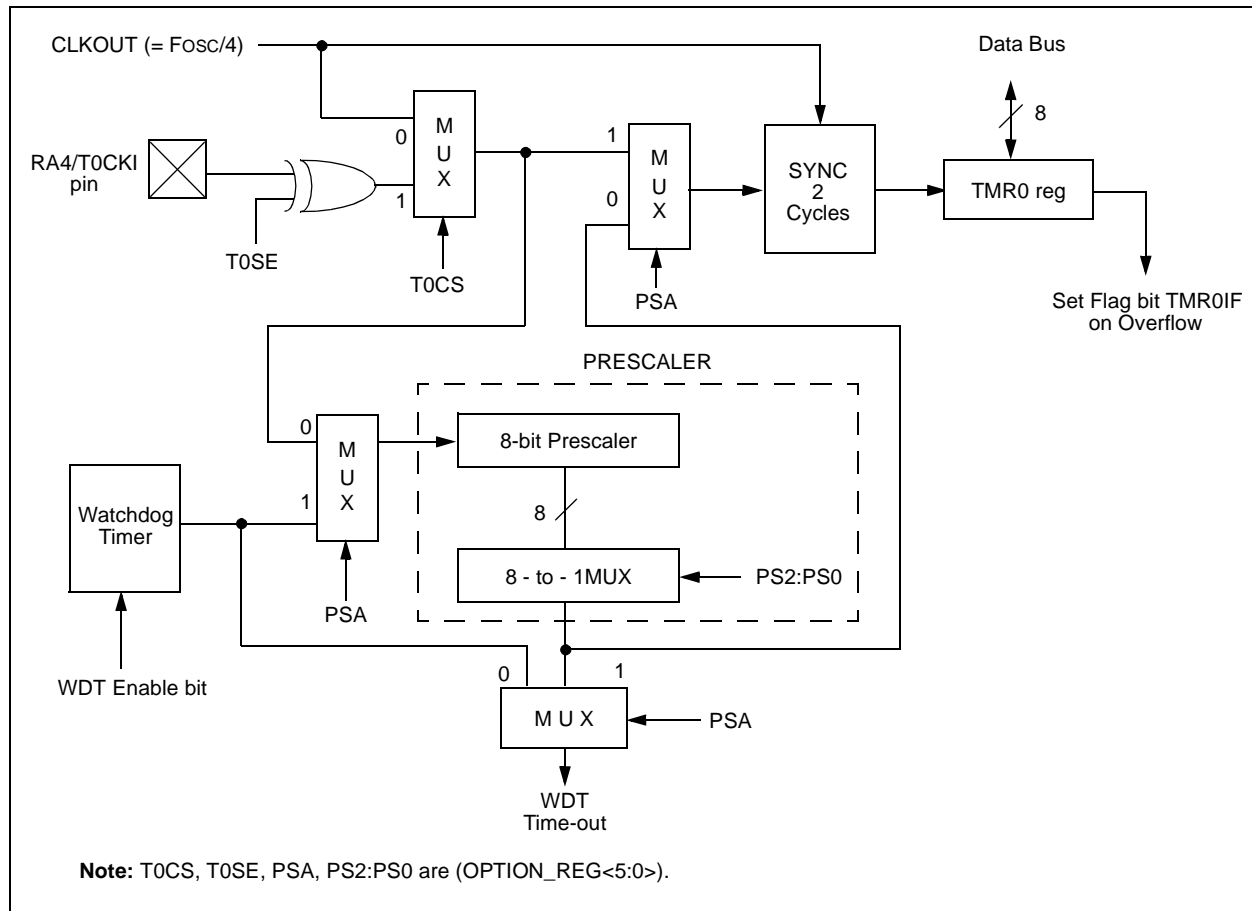 CLKOUT (= FOSC/4)
Data Bus
8
M
U
X
0
1
RA4/T0CKI
pin
T0SE
T0CS
1
0
M
U
X
PSA
SYNC
2
Cycles
TMR0 reg
Set Flag bit TMR0IF
on Overflow
PRESCALER
0
1
M
U
X
PSA
8-bit Prescaler
8
8 - to - 1MUX
PS2:PS0
Watchdog
Timer
WDT Enable bit
0
1
M U X
PSA
WDT
Time-out
Note: T0CS, T0SE, PSA, PS2:PS0 are (OPTION_REG<5:0>).